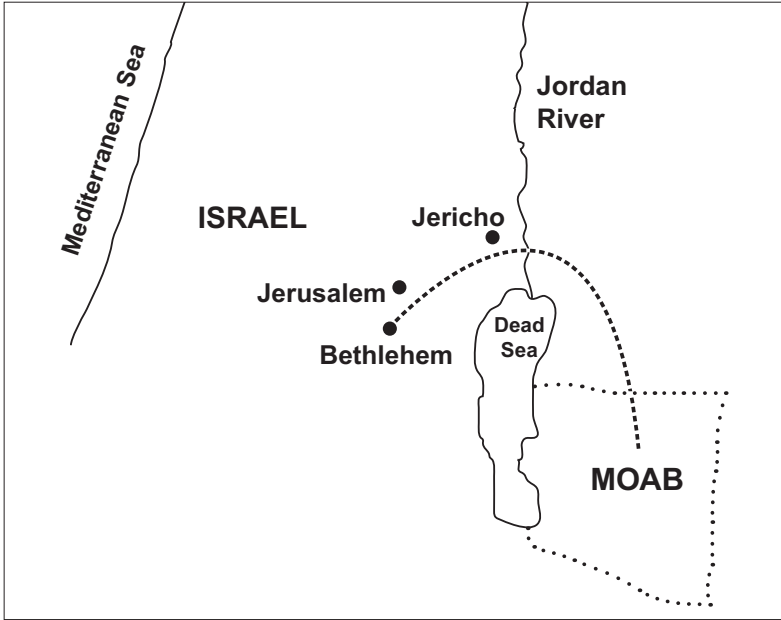 Mediterranean Sea
Jordan
River
ISRAEL
Jericho
Jerusalem
Bethlehem
Dead
Sea
MOAB